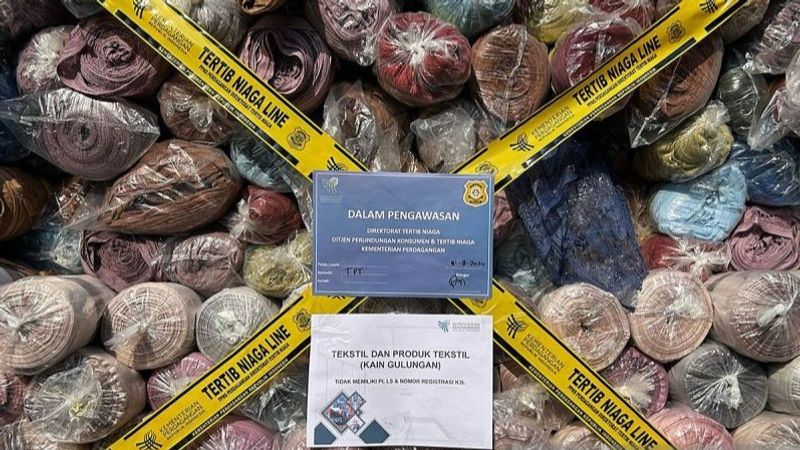 TERTIB NIAGA LINE
TERTIB NIAGA LINE
DALAM PENGAWASAN
DIREKTORAT TERTIB NIAGA
DITJEN PERLINDUNGAN KONSUMEN & TERTIB NIAGA
KEMENTERIAN PERDAGANGAN
TPT
TEKSTIL DAN PRODUK TEKSTIL
(KAIN GULUNGAN)
TIDAK MEMILIKI PI, LS & NOMOR REGISTRASI K3L
TERTIB NIAGA LINE
KEMENTERIAN
PERDAGANGAN
TERTIB NIAGA LINE